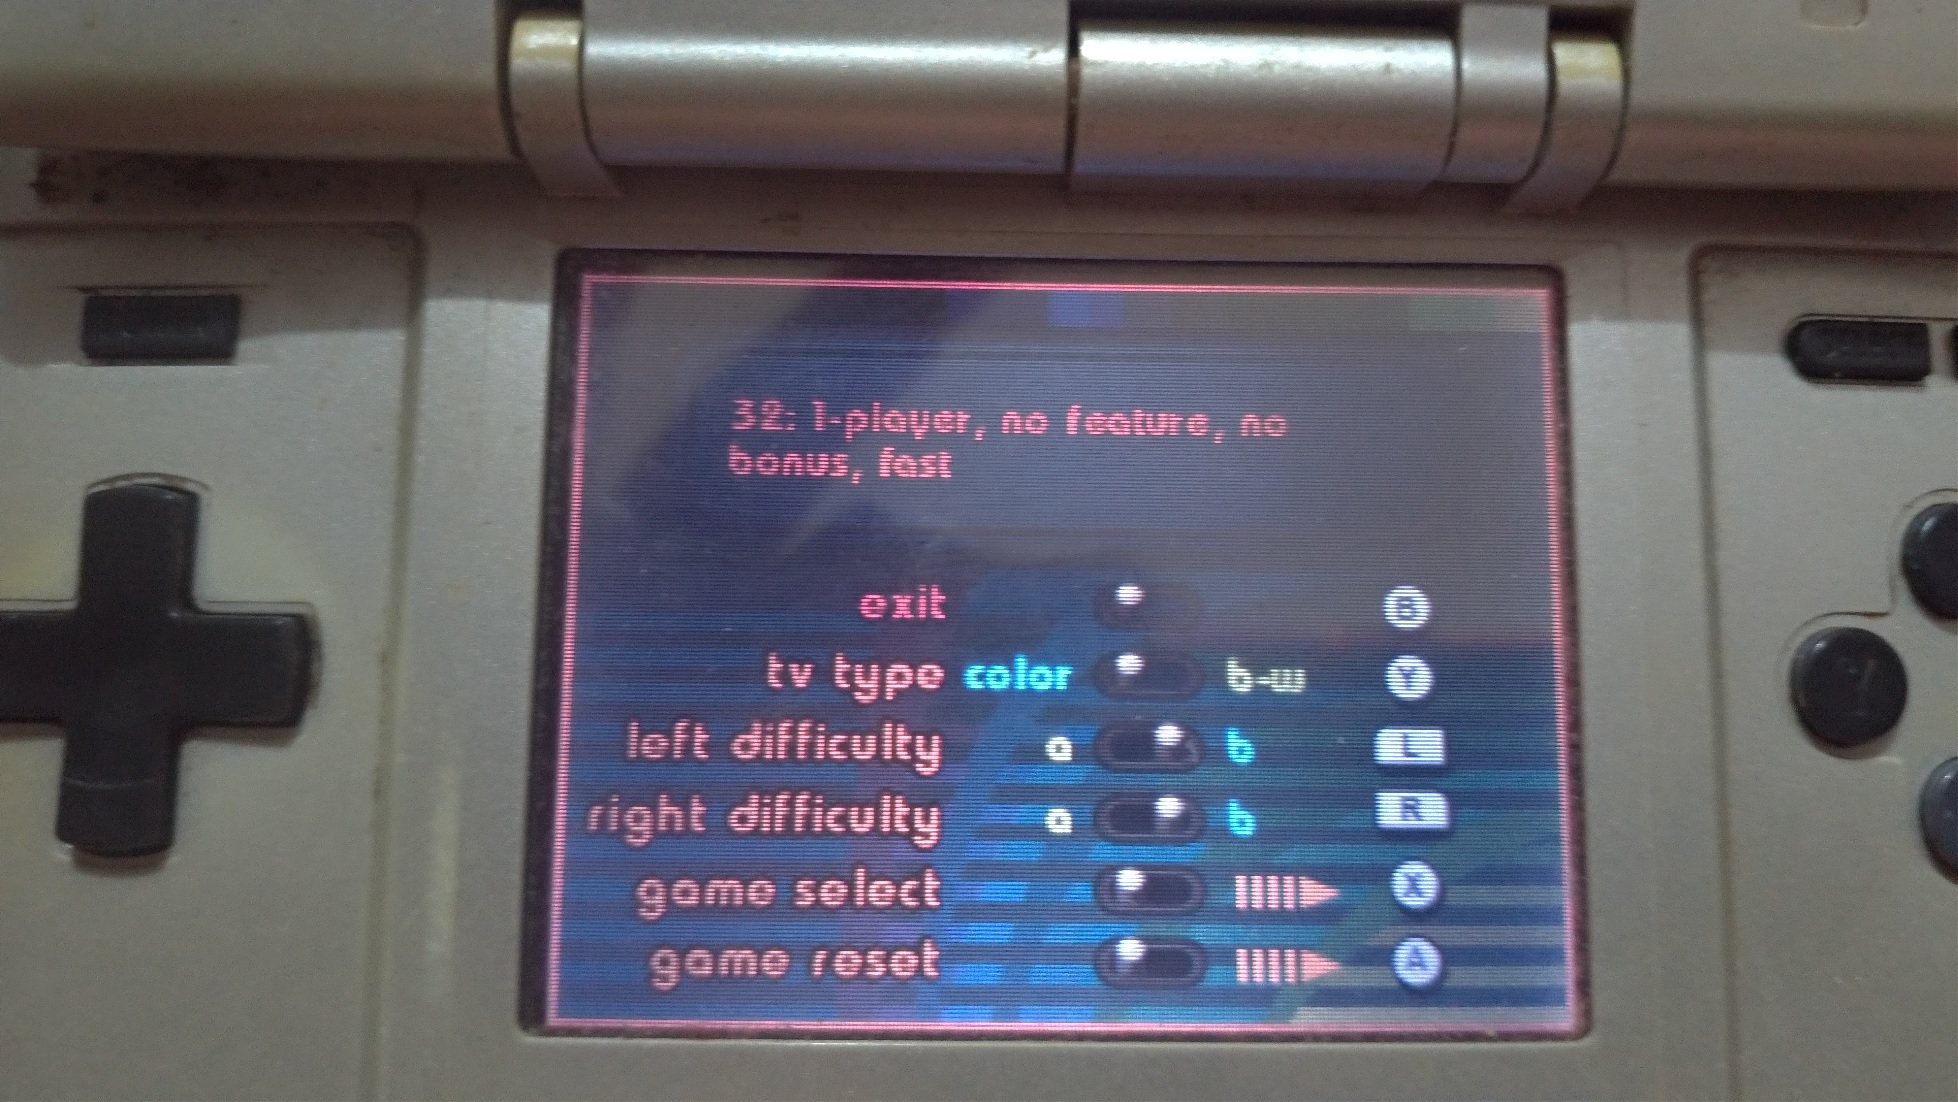 32: 1-player, no feature, no
bonus, fast
exit B
tv type color b-w Y
left difficulty a b L
right difficulty a b R
game select X
game reset A
Y